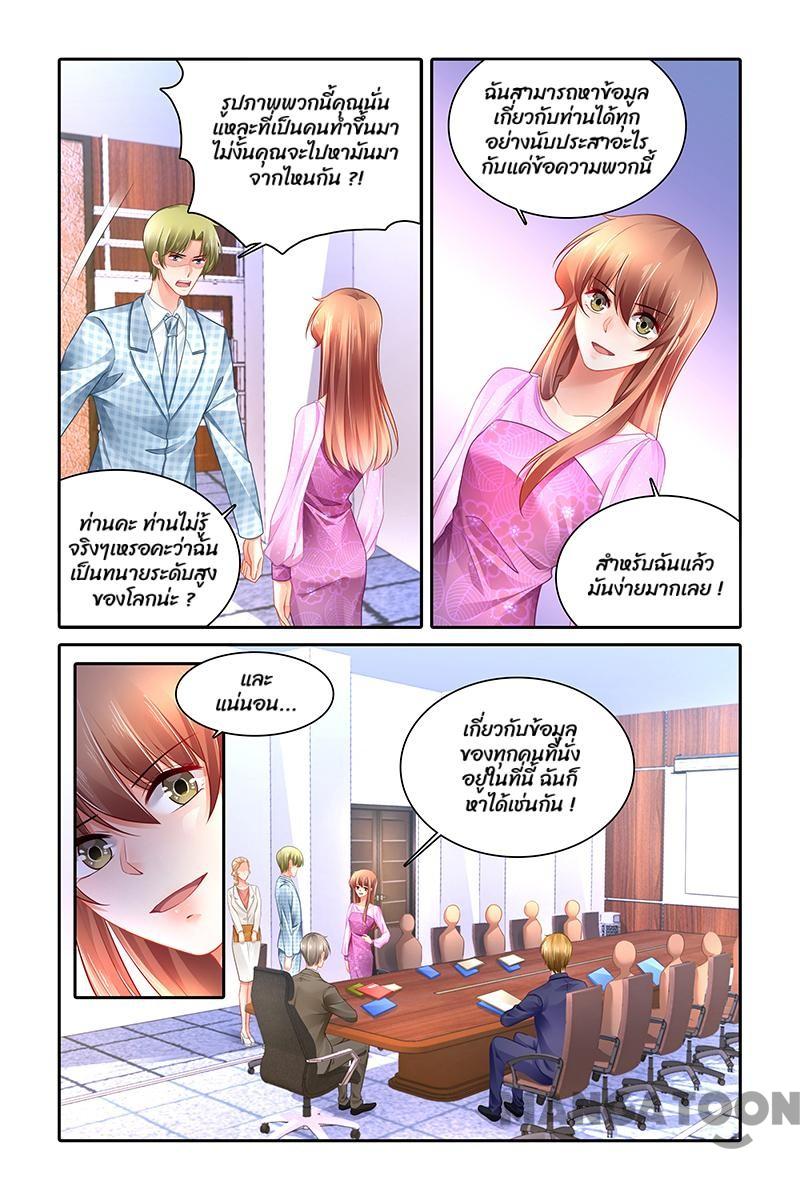 รูปภาพพวกนี้คุณนั่น
แหละที่เป็นคนทำขึ้นมา
ไม่งั้นคุณจะไปหามันมา
จากไหนกัน ?!
ท่านคะ ท่านไม่รู้
จริงๆเหรอคะว่าฉัน
เป็นทนายระดับสูง
ของโลกน่ะ ?
ฉันสามารถหาข้อมูล
เกี่ยวกับท่านได้ทุก
อย่างนับประสาอะไร
กับแค่ข้อความพวกนี้
สำหรับฉันแล้ว
มันง่ายมากเลย !
และ
แน่นอน...
เกี่ยวกับข้อมูล
ของทุกคนที่นั่ง
อยู่ในที่นี้ ฉันก็
หาได้เช่นกัน !
MANGATOON